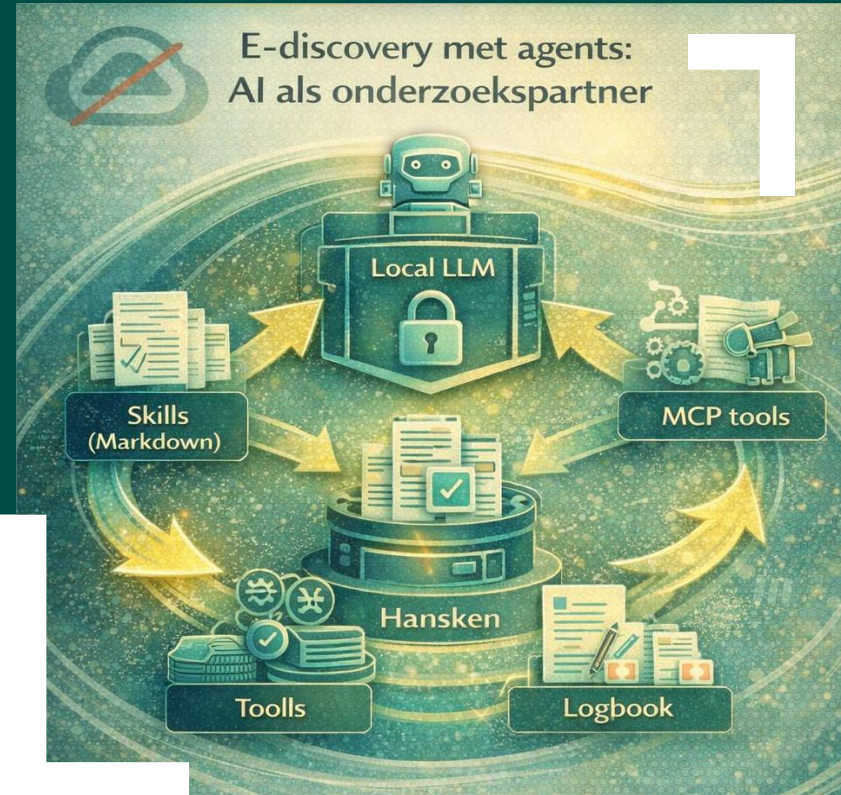 E-discovery met agents:
AI als onderzoekspartner
Local LLM
Skills
(Markdown)
MCP tools
Hansken
Toolls
Logbook